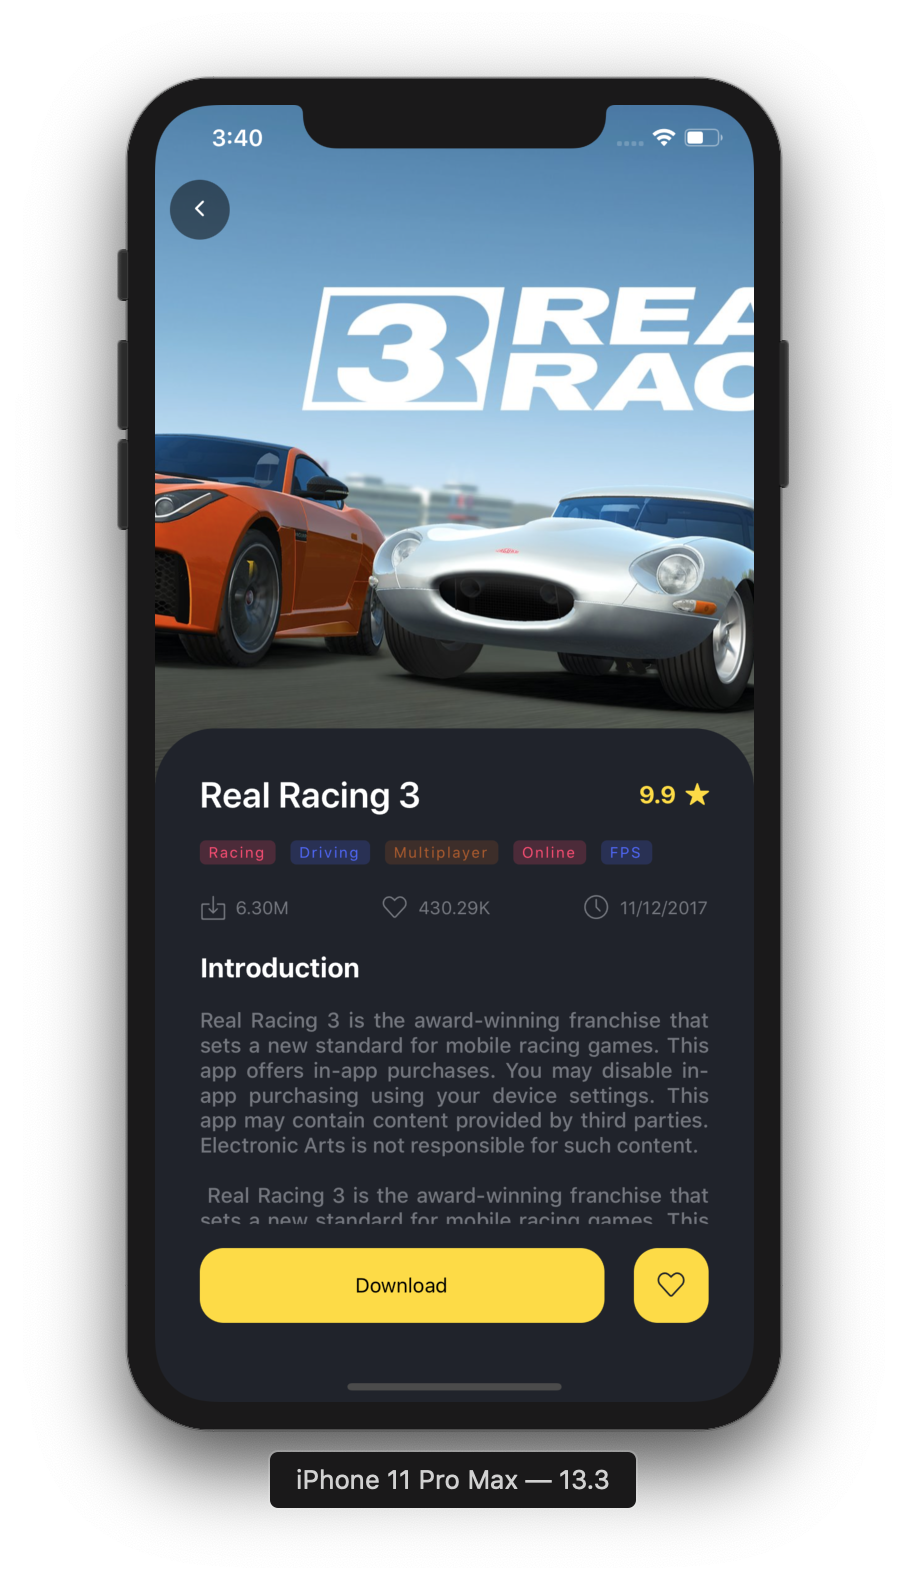 3:40
3 REA
RAC
Real Racing 3
9.9
Racing Driving Multiplayer Online FPS
6.30M 430.29K 11/12/2017
Introduction
Real Racing 3 is the award-winning franchise that
sets a new standard for mobile racing games. This
app offers in-app purchases. You may disable in-
app purchasing using your device settings. This
app may contain content provided by third parties.
Electronic Arts is not responsible for such content.
Real Racing 3 is the award-winning franchise that
sets a new standard for mobile racing games. This
Download
iPhone 11 Pro Max — 13.3